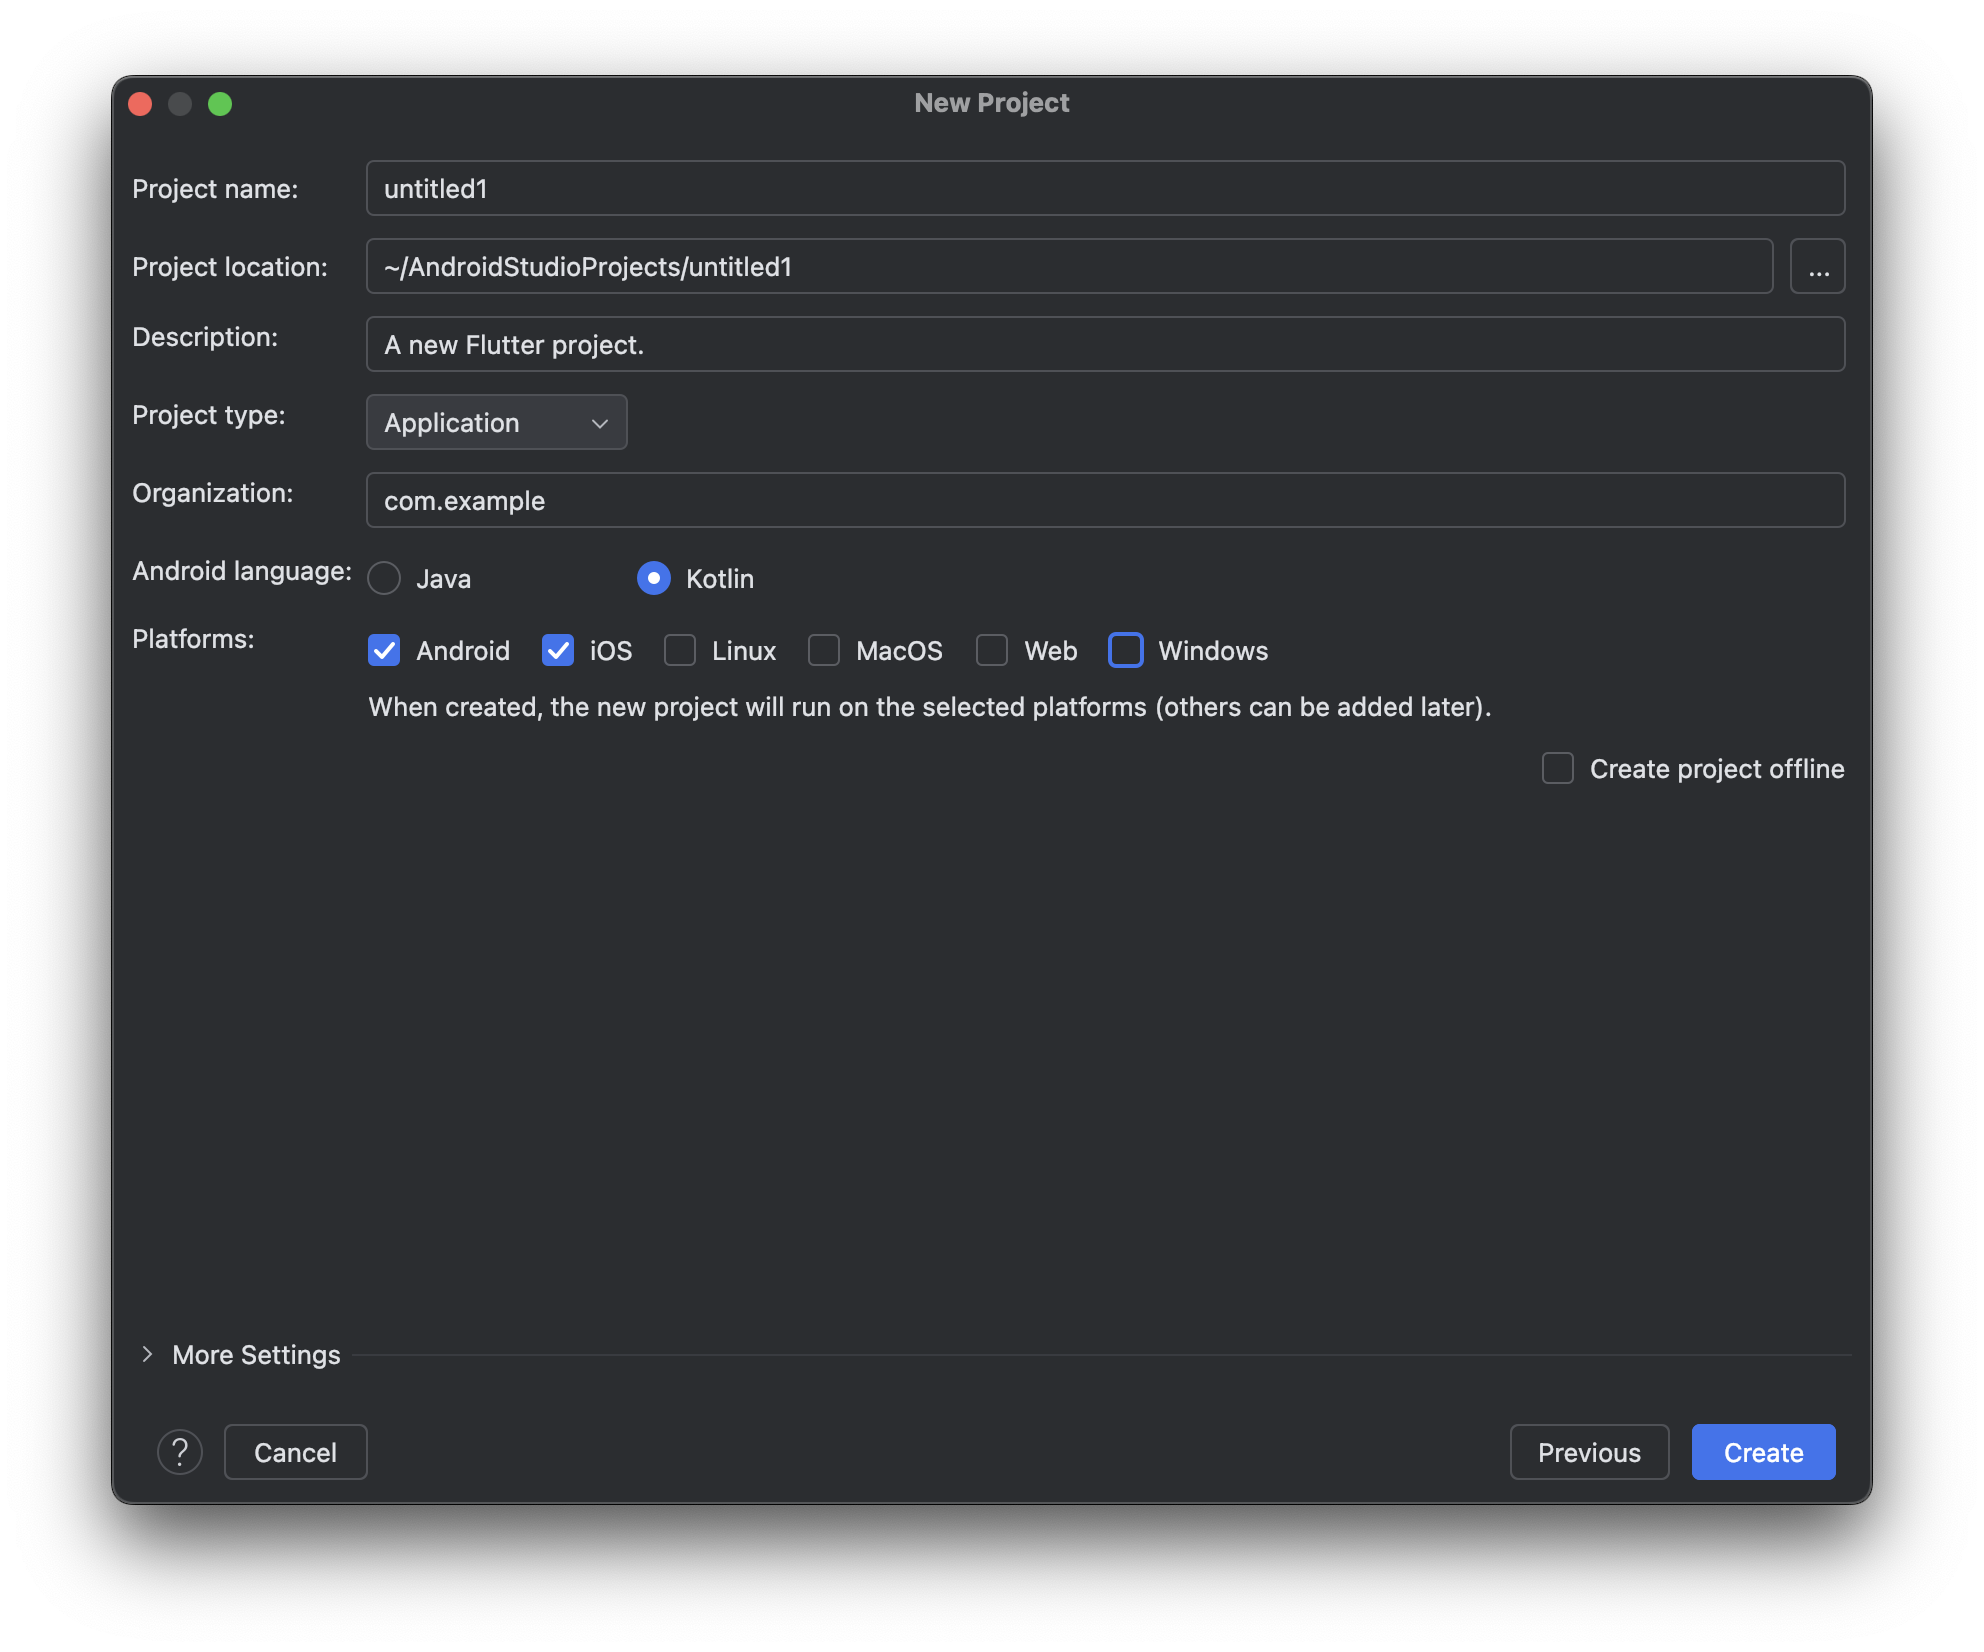 New Project
Project name: untitled1
Project location: ~/AndroidStudioProjects/untitled1 ...
Description: A new Flutter project.
Project type: Application
Organization: com.example
Android language: Java Kotlin
Platforms: Android iOS Linux MacOS Web Windows
When created, the new project will run on the selected platforms (others can be added later).
Create project offline
More Settings
? Cancel Previous Create